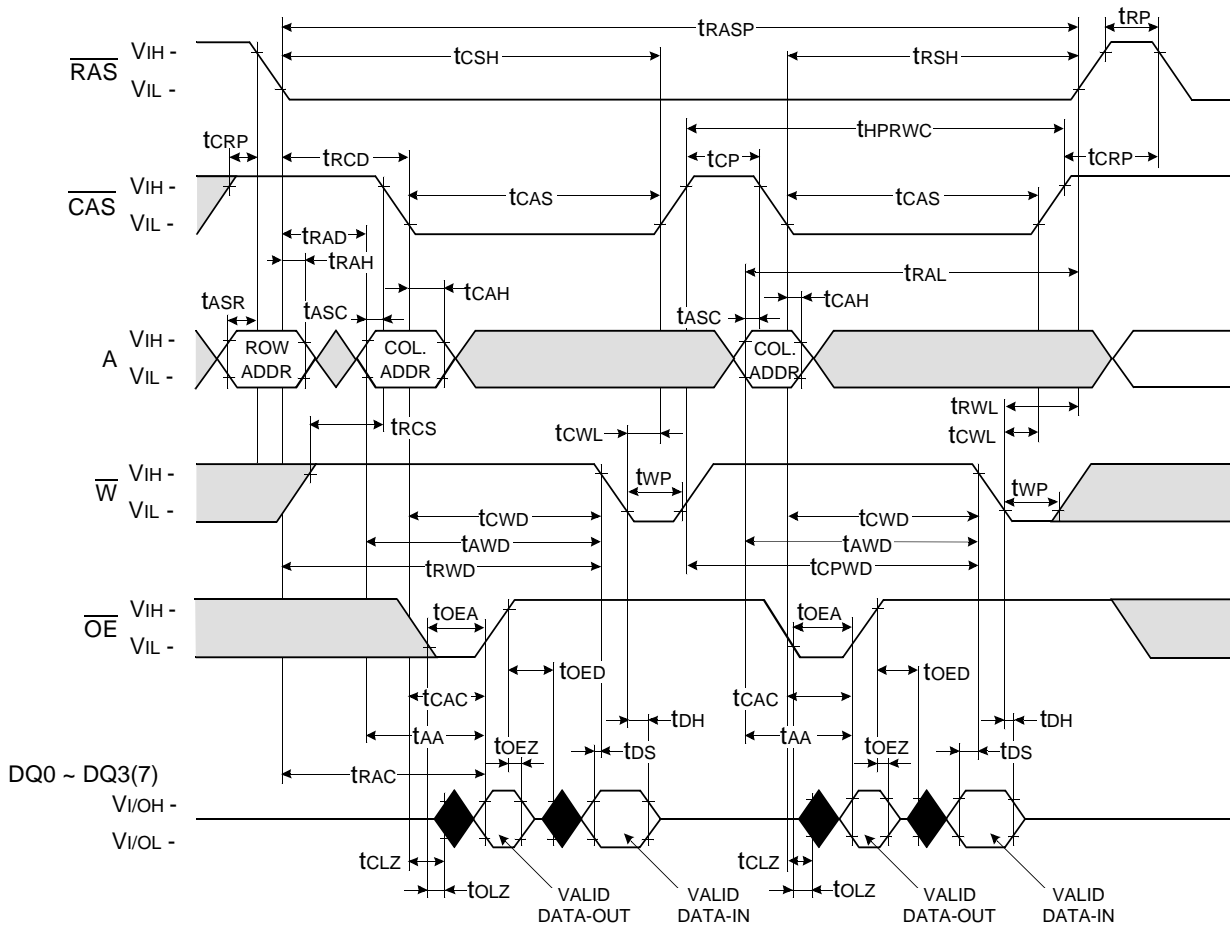 tRASP
tRP
tCSH
tRSH
RAS
VIH -
VIL -
tCRP
tRCD
tHPRWC
tCP
tCRP
CAS
VIH -
VIL -
tCAS
tCAS
tRAD
tRAH
tRAL
tASR
tASC
tCAH
tASC
tCAH
A
VIH -
VIL -
ROW
ADDR
COL.
ADDR
COL.
ADDR
tRCS
tCWL
tRWL
tCWL
W
VIH -
VIL -
tWP
tWP
tCWD
tCWD
tAWD
tAWD
tRWD
tCPWD
OE
VIH -
VIL -
tOEA
tOEA
tOED
tOED
tCAC
tCAC
tDH
tDH
tAA
tOEZ
tDS
tAA
tOEZ
tDS
tRAC
DQ0 ~ DQ3(7)
VI/OH -
VI/OL -
tCLZ
tCLZ
tOLZ
tOLZ
VALID
DATA-OUT
VALID
DATA-IN
VALID
DATA-OUT
VALID
DATA-IN